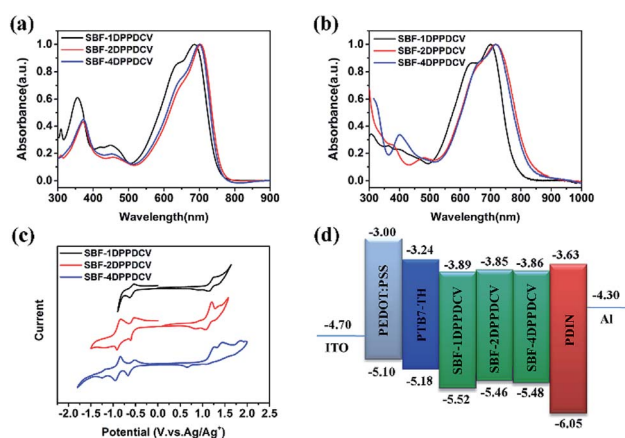 (a)
SBF-1DPPDCV
SBF-2DPPDCV
SBF-4DPPDCV
Absorbance(a.u.)
1.0
0.8
0.6
0.4
0.2
0.0
300 400 500 600 700 800 900
Wavelength(nm)
(b)
SBF-1DPPDCV
SBF-2DPPDCV
SBF-4DPPDCV
Absorbance(a.u.)
1.0
0.8
0.6
0.4
0.2
0.0
300 400 500 600 700 800 900 1000
Wavelength(nm)
(c)
SBF-1DPPDCV
SBF-2DPPDCV
SBF-4DPPDCV
Current
-2.0 -1.5 -1.0 -0.5 0.0 0.5 1.0 1.5 2.0 2.5
Potential (V.vs.Ag/Ag+)
(d)
-4.70
ITO
-3.00
PEDOT:PSS
-5.10
-3.24
PTB7-TH
-5.18
-3.89
SBF-1DPPDCV
-5.52
-3.85
SBF-2DPPDCV
-5.46
-3.86
SBF-4DPPDCV
-5.48
-3.63
PDIN
-6.05
-4.30
Al